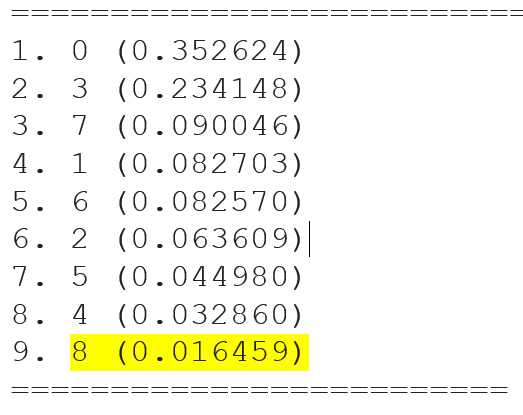 ===========================
1. 0 (0.352624)
2. 3 (0.234148)
3. 7 (0.090046)
4. 1 (0.082703)
5. 6 (0.082570)
6. 2 (0.063609)
7. 5 (0.044980)
8. 4 (0.032860)
9. 8 (0.016459)
==========================